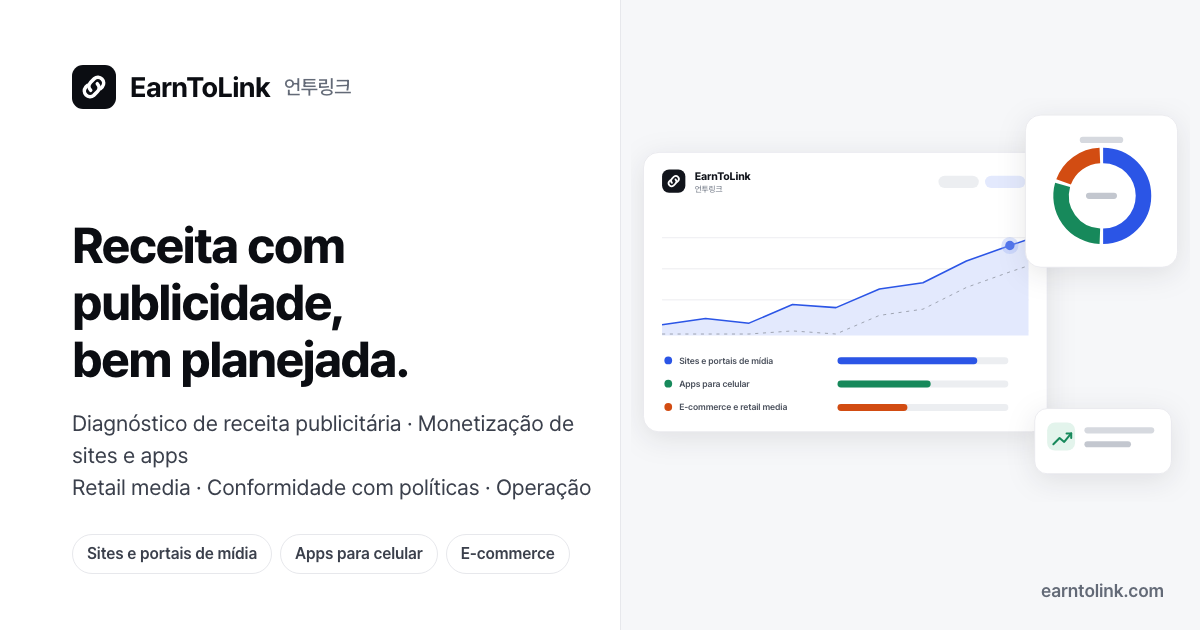 EarnToLink 언투링크
Receita com
publicidade,
bem planejada.
Diagnóstico de receita publicitária · Monetização de
sites e apps
Retail media · Conformidade com políticas · Operação
Sites e portais de mídia
Apps para celular
E-commerce
EarnToLink
언투링크
Sites e portais de mídia
Apps para celular
E-commerce e retail media
earntolink.com